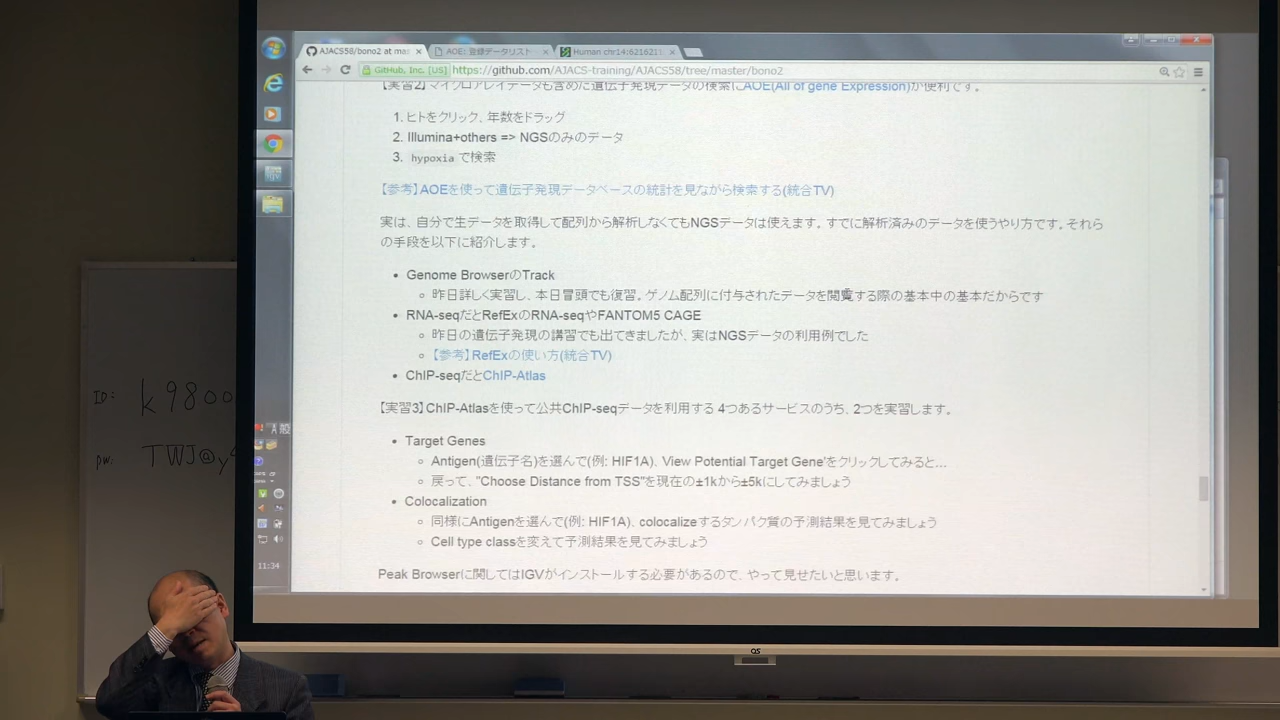 AJACS58/bono2 at mas
AOE: 登録データリスト
Human chr14:6216219
GitHub, Inc. [US] https://github.com/AJACS-training/AJACS58/tree/master/bono2
【実習2】マイクロアレイデータも含めた遺伝子発現データの検索にAOE(All of gene Expression)が便利です。
1. ヒトをクリック、年数をドラッグ
2. Illumina+others => NGSのみのデータ
3. hypoxia で検索
【参考】AOEを使って遺伝子発現データベースの統計を見ながら検索する(統合TV)
実は、自分で生データを取得して配列から解析しなくてもNGSデータは使えます。すでに解析済みのデータを使うやり方です。それら
の手段を以下に紹介します。
• Genome BrowserのTrack
◦ 昨日詳しく実習し、本日冒頭でも復習。ゲノム配列に付与されたデータを閲覧する際の基本中の基本だからです
• RNA-seqだとRefExのRNA-seqやFANTOM5 CAGE
◦ 昨日の遺伝子発現の講習でも出てきましたが、実はNGSデータの利用例でした
◦ 【参考】RefExの使い方(統合TV)
• ChIP-seqだとChIP-Atlas
【実習3】ChIP-Atlasを使って公共ChIP-seqデータを利用する 4つあるサービスのうち、2つを実習します。
• Target Genes
◦ Antigen(遺伝子名)を選んで(例: HIF1A)、View Potential Target Gene'をクリックしてみると...
◦ 戻って、"Choose Distance from TSS"を現在の±1kから±5kにしてみましょう
• Colocalization
◦ 同様にAntigenを選んで(例: HIF1A)、colocalizeするタンパク質の予測結果を見てみましょう
◦ Cell type classを変えて予測結果を見てみましょう
Peak Browserに関してはIGVがインストールする必要があるので、やって見せたいと思います。
A 般
11:34
ID: k9800
PW: TWJ@y
OS